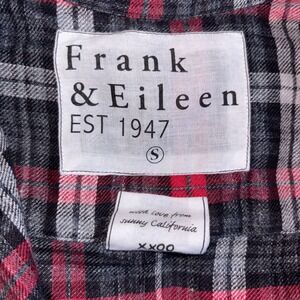 Frank
& Eileen
EST 1947
S
with love from
sunny California
XXOO